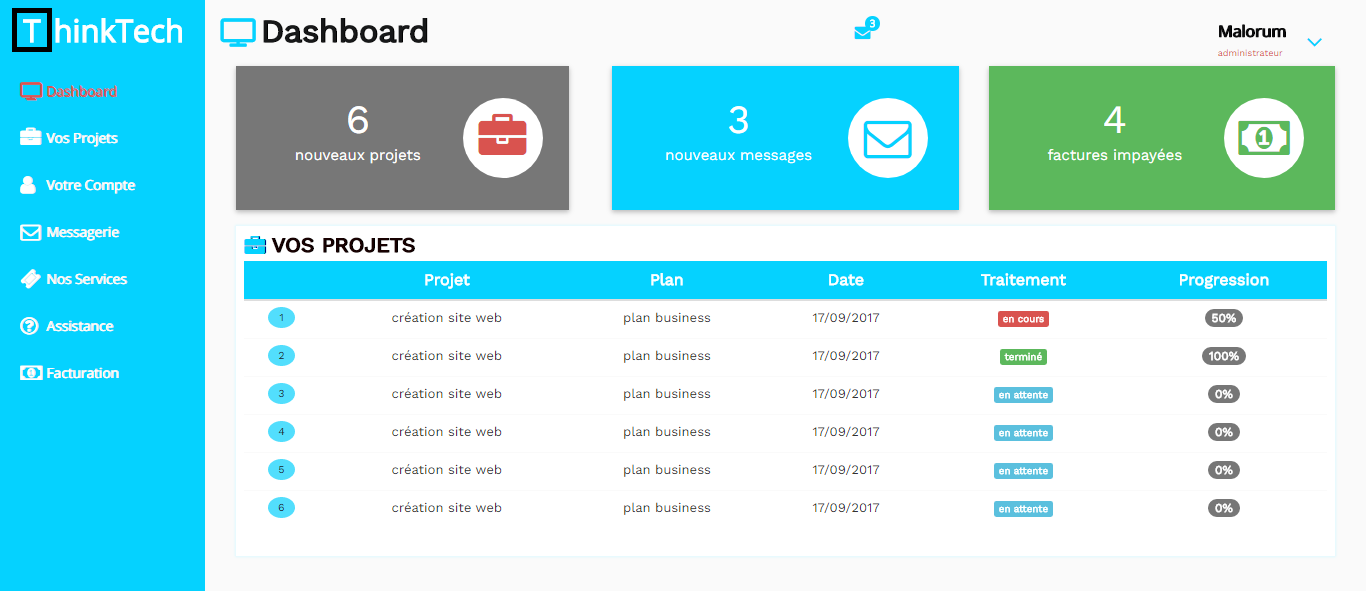 ThinkTech
Dashboard
Vos Projets
Votre Compte
Messagerie
Nos Services
Assistance
Facturation
Dashboard
3
Malorum
administrateur
6
nouveaux projets
3
nouveaux messages
4
factures impayées
1
VOS PROJETS
Projet Plan Date Traitement Progression
1 création site web plan business 17/09/2017 en cours 50%
2 création site web plan business 17/09/2017 terminé 100%
3 création site web plan business 17/09/2017 en attente 0%
4 création site web plan business 17/09/2017 en attente 0%
5 création site web plan business 17/09/2017 en attente 0%
6 création site web plan business 17/09/2017 en attente 0%